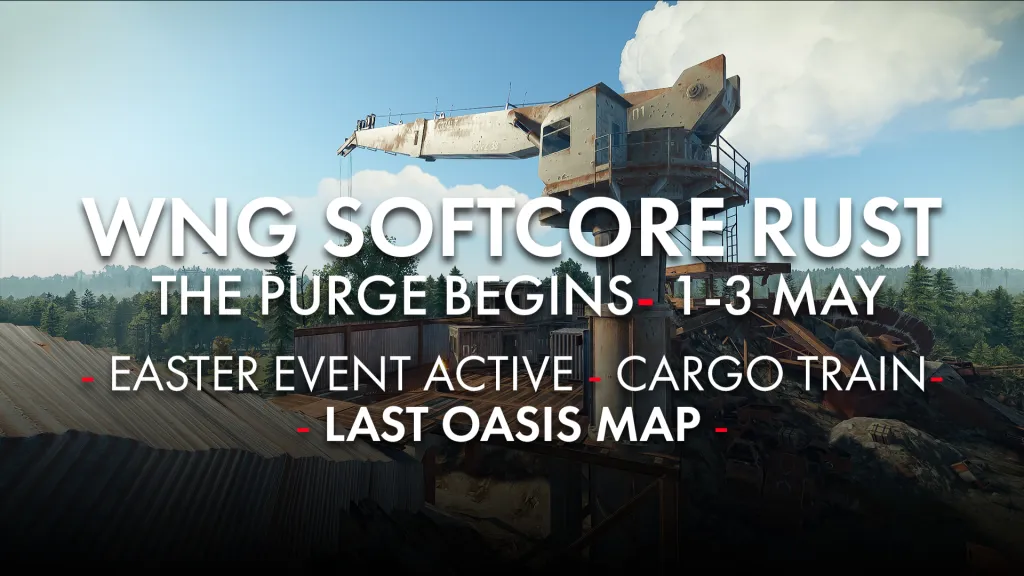 WNG SOFTCORE RUST
THE PURGE BEGINS- 1-3 MAY
- EASTER EVENT ACTIVE - CARGO TRAIN-
- LAST OASIS MAP -